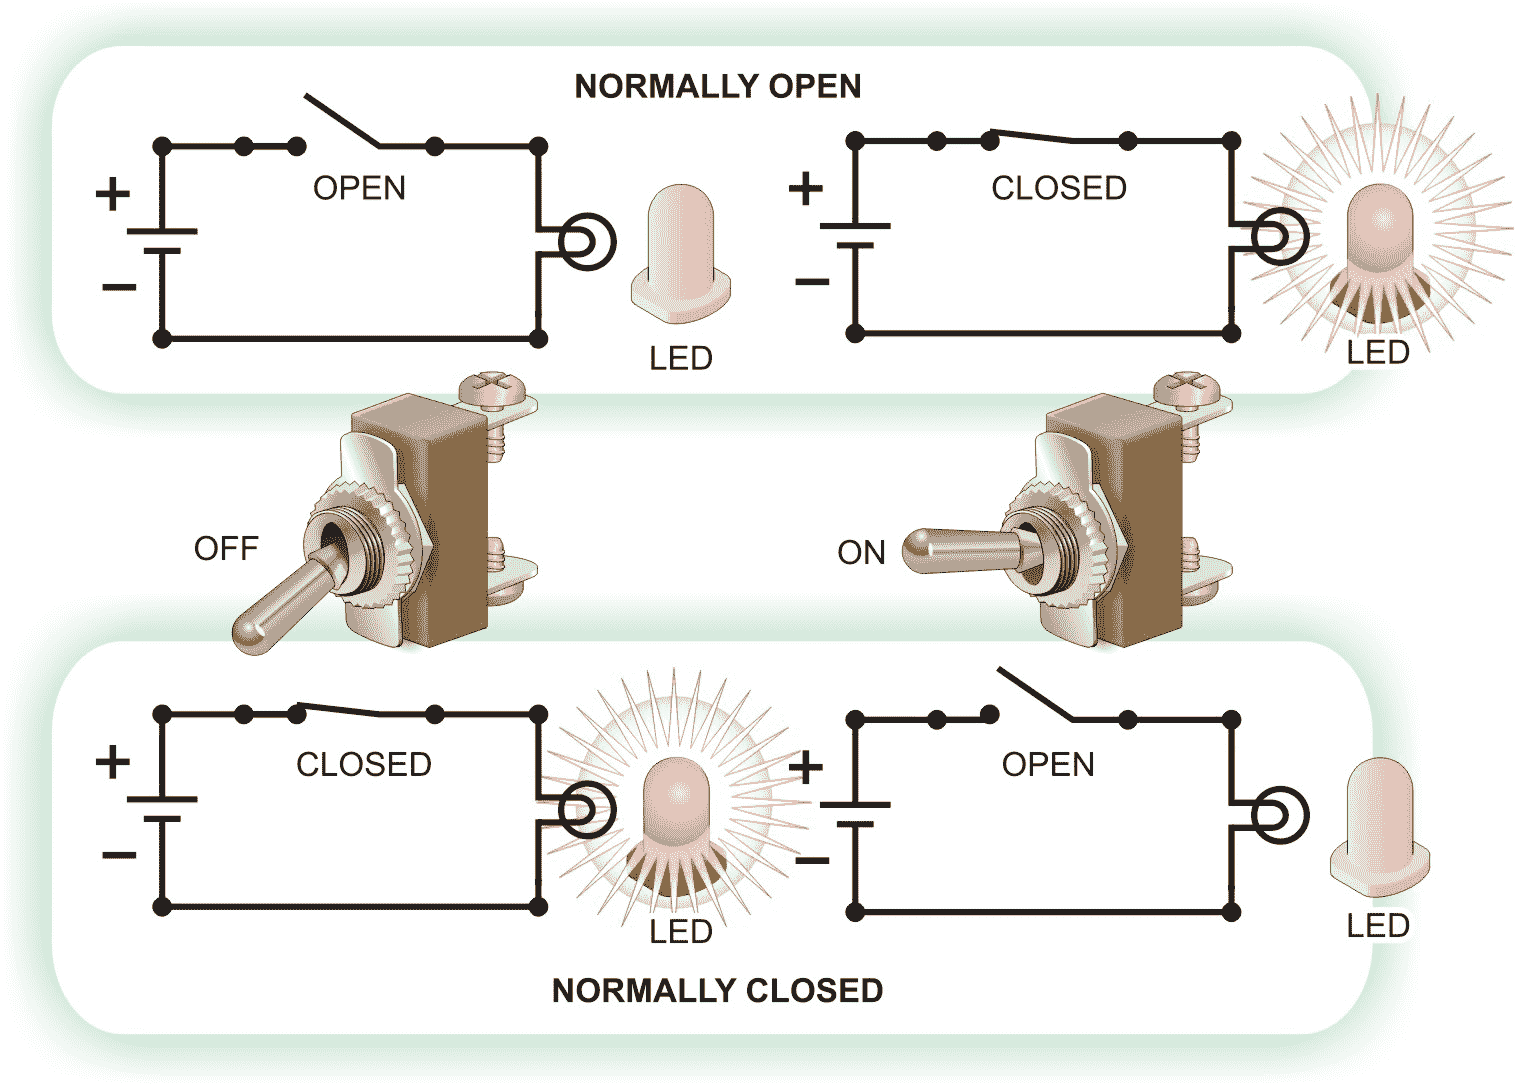 NORMALLY OPEN
+
OPEN
−
LED
+
CLOSED
−
LED
OFF
ON
+
CLOSED
−
LED
+
OPEN
−
LED
NORMALLY CLOSED